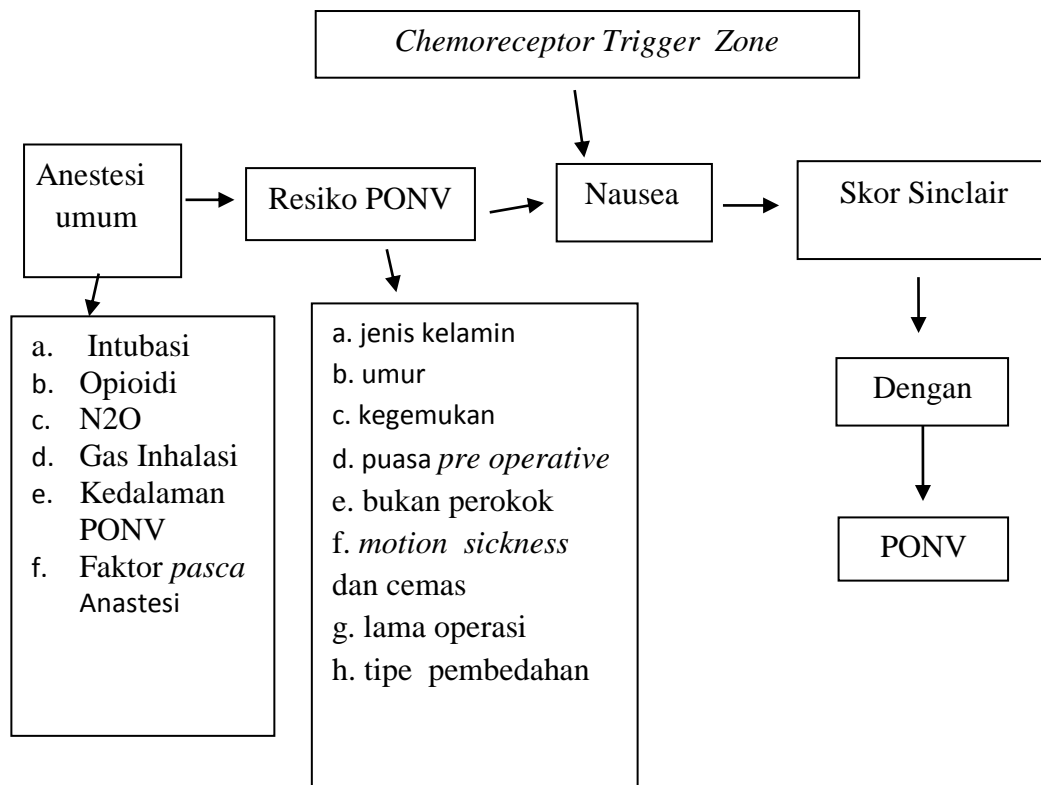 Chemoreceptor Trigger Zone
Anestesi
umum
Resiko PONV
Nausea
Skor Sinclair
a. Intubasi
b. Opioidi
c. N2O
d. Gas Inhalasi
e. Kedalaman
PONV
f. Faktor pasca
Anastesi
a. jenis kelamin
b. umur
c. kegemukan
d. puasa pre operative
e. bukan perokok
f. motion sickness
dan cemas
g. lama operasi
h. tipe pembedahan
Dengan
PONV